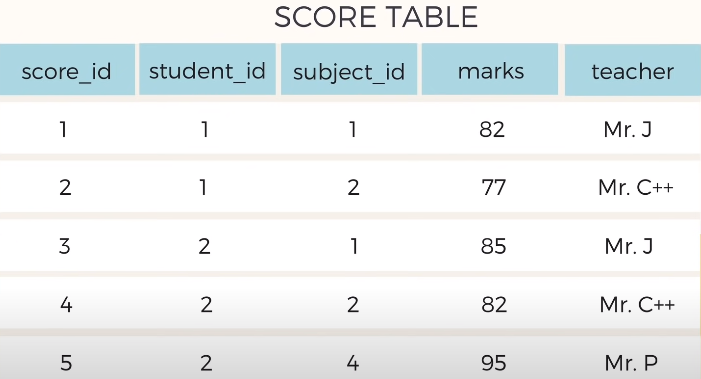 SCORE TABLE
score_id student_id subject_id marks teacher
1 1 1 82 Mr. J
2 1 2 77 Mr. C++
3 2 1 85 Mr. J
4 2 2 82 Mr. C++
5 2 4 95 Mr. P